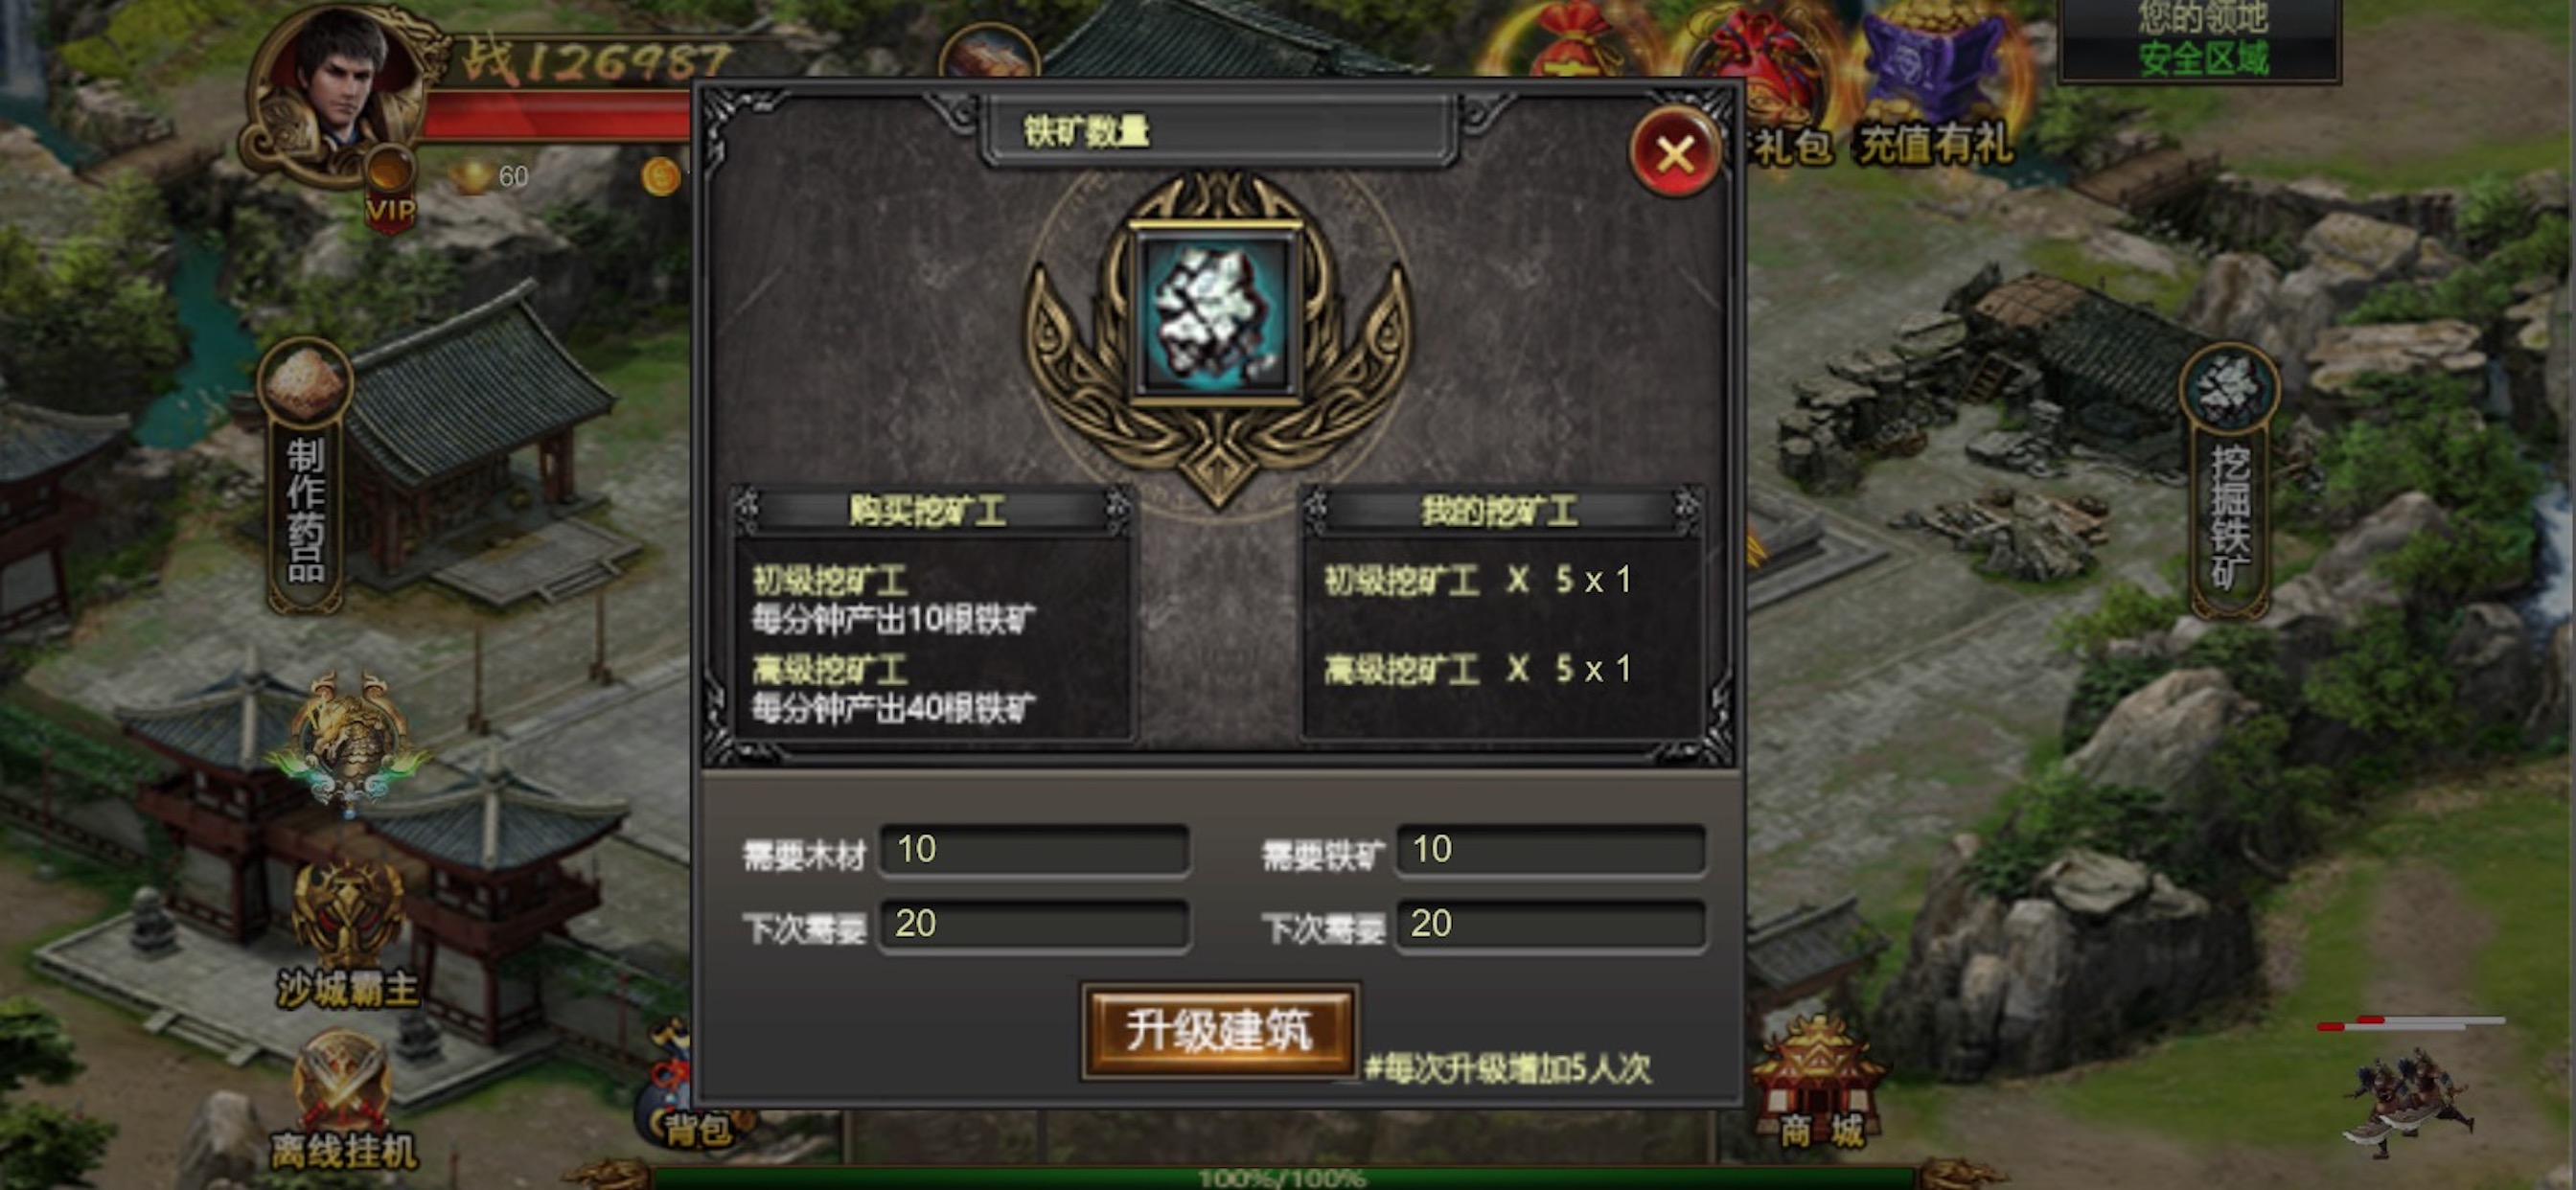 战126987
您的领地
安全区域
铁矿数量
礼包
充值有礼
60
VIP
制作药品
挖掘铁矿
购买挖矿工
我的挖矿工
初级挖矿工
每分钟产出10根铁矿
高级挖矿工
每分钟产出40根铁矿
初级挖矿工 X 5 x 1
高级挖矿工 X 5 x 1
需要木材 10
需要铁矿 10
下次需要 20
下次需要 20
升级建筑
#每次升级增加5人次
沙城霸主
离线挂机
背包
商城
100%/100%